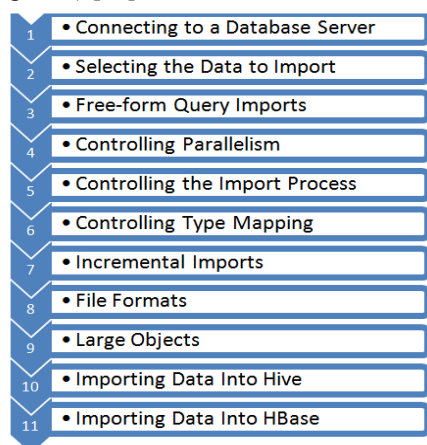 1 • Connecting to a Database Server
2 • Selecting the Data to Import
3 • Free-form Query Imports
4 • Controlling Parallelism
5 • Controlling the Import Process
6 • Controlling Type Mapping
7 • Incremental Imports
8 • File Formats
9 • Large Objects
10 • Importing Data Into Hive
11 • Importing Data Into HBase